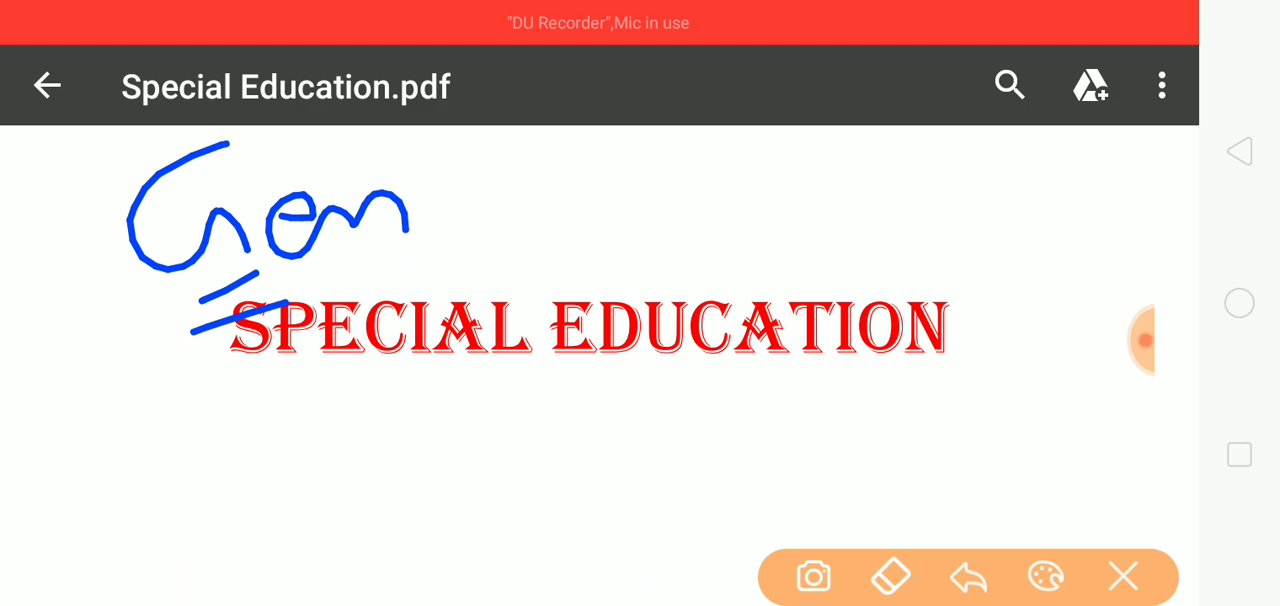 "DU Recorder",Mic in use
Special Education.pdf
Gen
SPECIAL EDUCATION